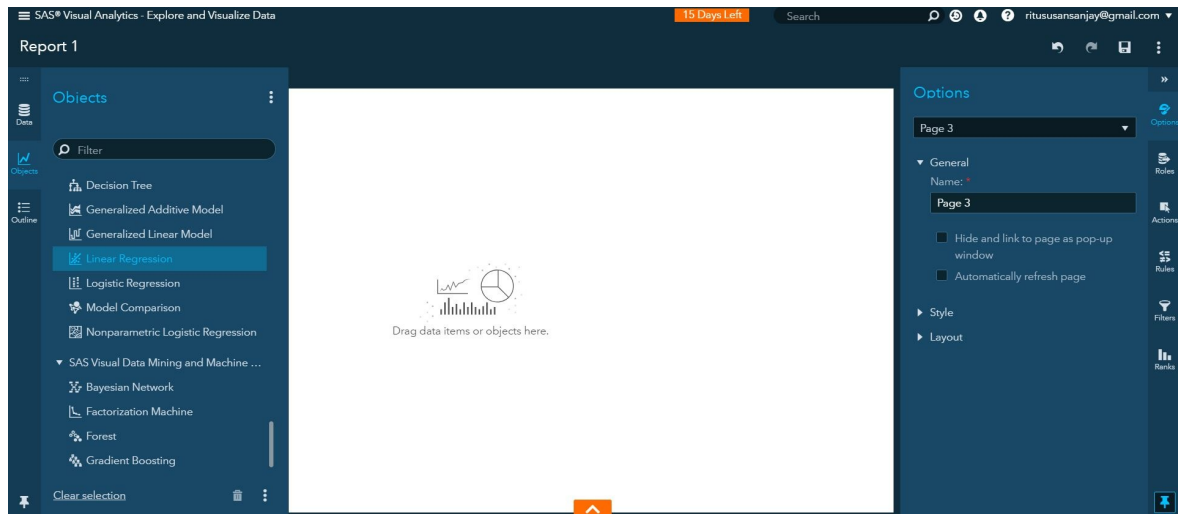 SAS® Visual Analytics - Explore and Visualize Data
15 Days Left
Search
ritususansanjay@gmail.com
Report 1
Data
Objects
Outline
Objects
Filter
Decision Tree
Generalized Additive Model
Generalized Linear Model
Linear Regression
Logistic Regression
Model Comparison
Nonparametric Logistic Regression
SAS Visual Data Mining and Machine ...
Bayesian Network
Factorization Machine
Forest
Gradient Boosting
Clear selection
Drag data items or objects here.
Options
Page 3
General
Name: *
Page 3
Hide and link to page as pop-up
window
Automatically refresh page
Style
Layout
Options
Roles
Actions
Rules
Filters
Ranks